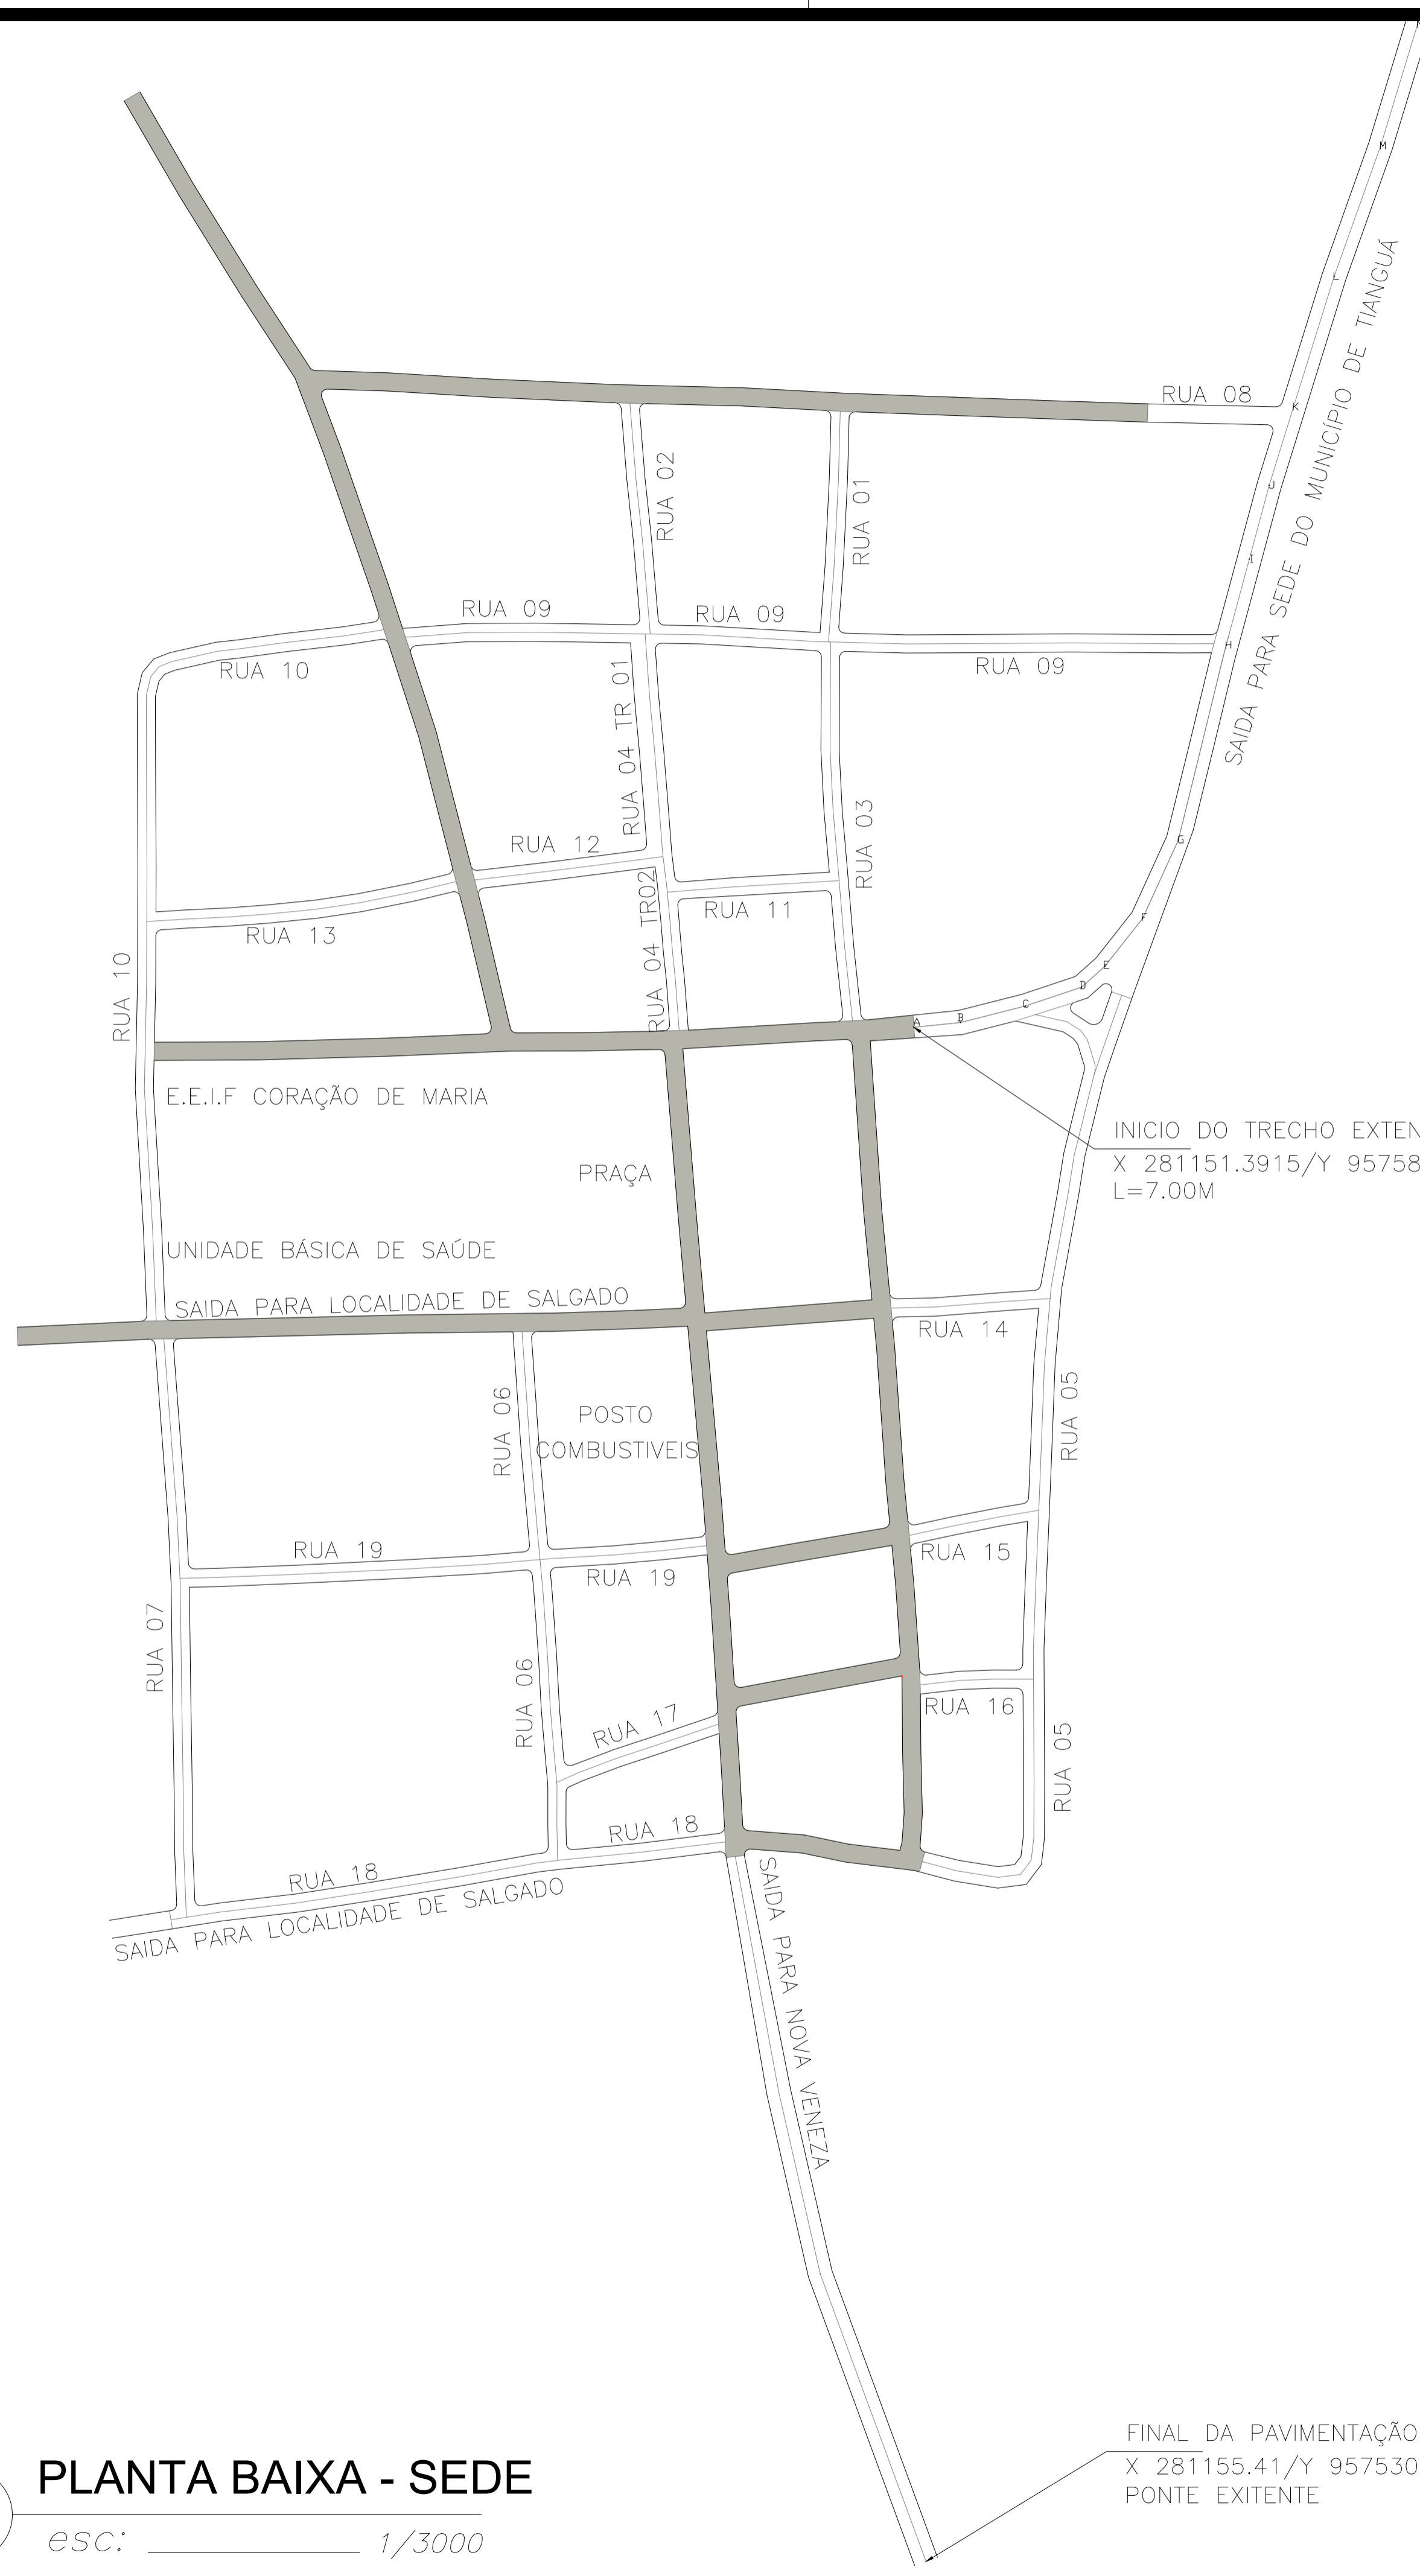 M
L
SAIDA PARA SEDE DO MUNICÍPIO DE TIANGUÁ
RUA 08
K
RUA 02
RUA 01
J
I
RUA 09
RUA 09
RUA 09
H
RUA 10
RUA 04 TR 01
RUA 03
G
RUA 12
RUA 04 TR02
RUA 11
F
RUA 13
RUA 10
E
D
C
B
A
E.E.I.F CORAÇÃO DE MARIA
INICIO DO TRECHO EXTEN
X 281151.3915/Y 95758
L=7.00M
PRAÇA
UNIDADE BÁSICA DE SAÚDE
SAIDA PARA LOCALIDADE DE SALGADO
RUA 14
RUA 06
POSTO
COMBUSTIVEIS
RUA 05
RUA 19
RUA 19
RUA 15
RUA 07
RUA 06
RUA 17
RUA 16
RUA 05
RUA 18
RUA 18
SAIDA PARA LOCALIDADE DE SALGADO
SAIDA PARA NOVA VENEZA
FINAL DA PAVIMENTAÇÃO
X 281155.41/Y 957530
PONTE EXITENTE
PLANTA BAIXA - SEDE
esc: 1/3000